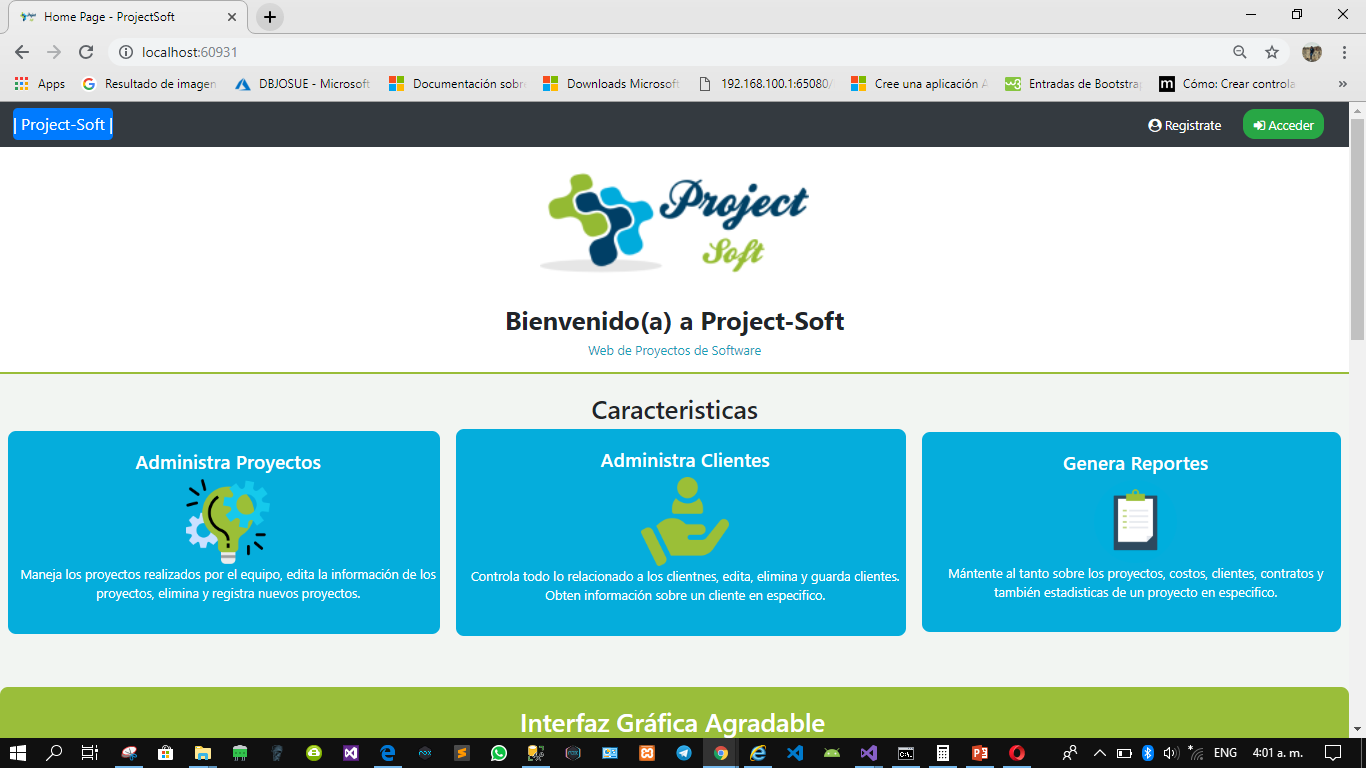 Home Page - ProjectSoft
localhost:60931
Apps
Resultado de imagen
DBJOSUE - Microsoft
Documentación sobr
Downloads Microsoft
192.168.100.1:65080/
Cree una aplicación A
Entradas de Bootstra
Cómo: Crear controla
»
| Project-Soft |
Registrate
Acceder
Project
Soft
Bienvenido(a) a Project-Soft
Web de Proyectos de Software
Caracteristicas
Administra Proyectos
Maneja los proyectos realizados por el equipo, edita la información de los
proyectos, elimina y registra nuevos proyectos.
Administra Clientes
Controla todo lo relacionado a los clientnes, edita, elimina y guarda clientes.
Obten información sobre un cliente en especifico.
Genera Reportes
Mántente al tanto sobre los proyectos, costos, clientes, contratos y
también estadisticas de un proyecto en especifico.
Interfaz Gráfica Agradable
ENG
4:01 a. m.